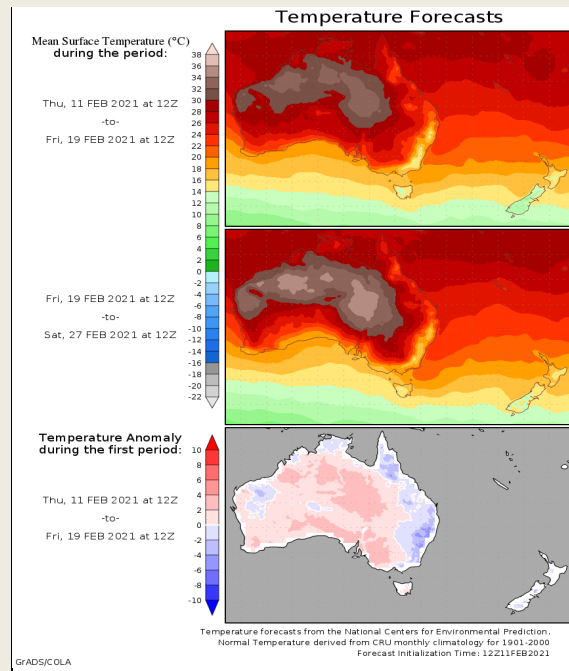 Temperature Forecasts
Mean Surface Temperature (°C)
during the period:
Thu, 11 FEB 2021 at 12Z
-to-
Fri, 19 FEB 2021 at 12Z
38
36
34
32
30
28
26
24
22
20
18
16
14
12
10
8
6
4
2
0
-2
-4
-6
-8
-10
-12
-14
-16
-18
-20
-22
Fri, 19 FEB 2021 at 12Z
-to-
Sat, 27 FEB 2021 at 12Z
Temperature Anomaly
during the first period:
Thu, 11 FEB 2021 at 12Z
-to-
Fri, 19 FEB 2021 at 12Z
10
8
6
4
2
0
-2
-4
-6
-8
-10
Temperature forecasts from the National Centers for Environmental Prediction.
Normal Temperature derived from CRU monthly climatology for 1901-2000
Forecast Initialization Time: 12Z11FEB2021
GrADS/COLA